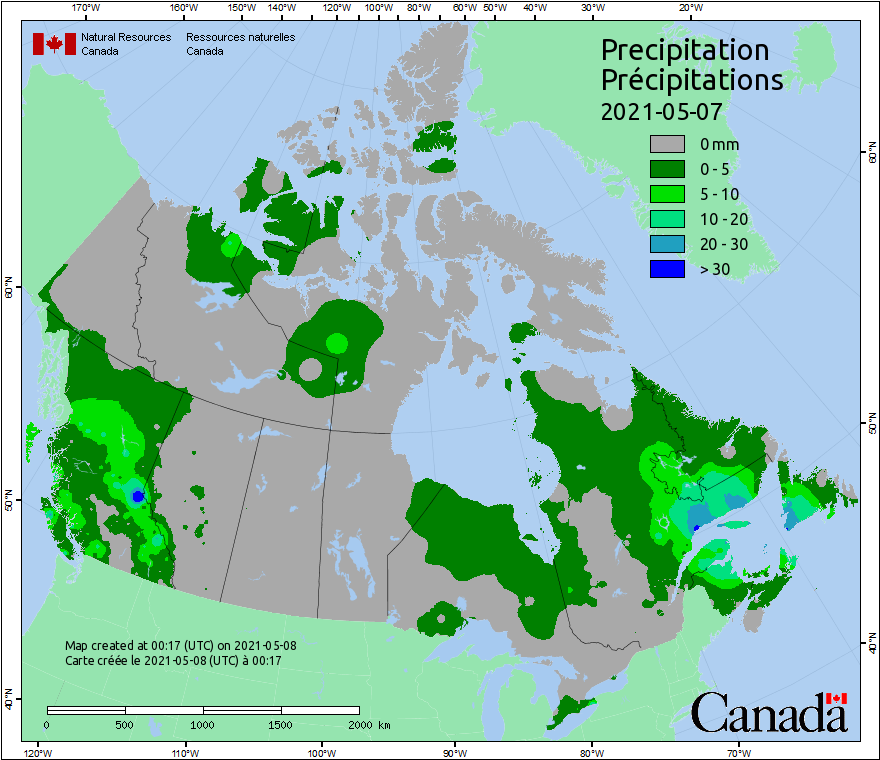 170°W 160°W 150°W 140°W 130°W 120°W 110°W 100°W 90°W 80°W 60°W 50°W 40°W 30°W 20°W
Natural Resources Canada
Ressources naturelles Canada
Precipitation
Précipitations
2021-05-07
0 mm
0 - 5
5 - 10
10 - 20
20 - 30
> 30
60°N
60°N
50°N
50°N
40°N
40°N
Map created at 00:17 (UTC) on 2021-05-08
Carte créée le 2021-05-08 (UTC) à 00:17
0 500 1000 1500 2000 km
Canada
120°W 110°W 100°W 90°W 80°W 70°W